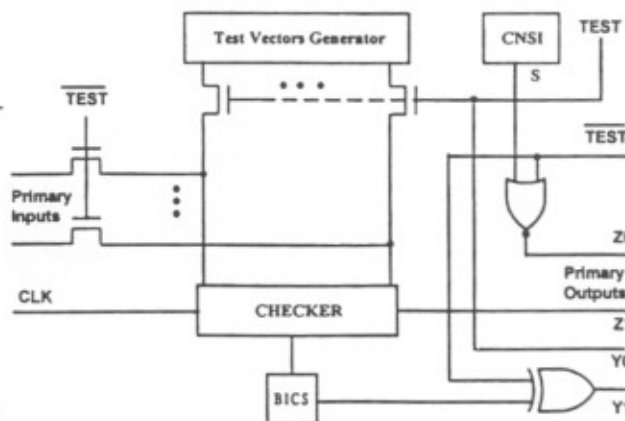 Test Vectors Generator
CNSI
TEST
S
TEST
TEST
Primary
Inputs
Primary
Outputs
CLK
CHECKER
BICS